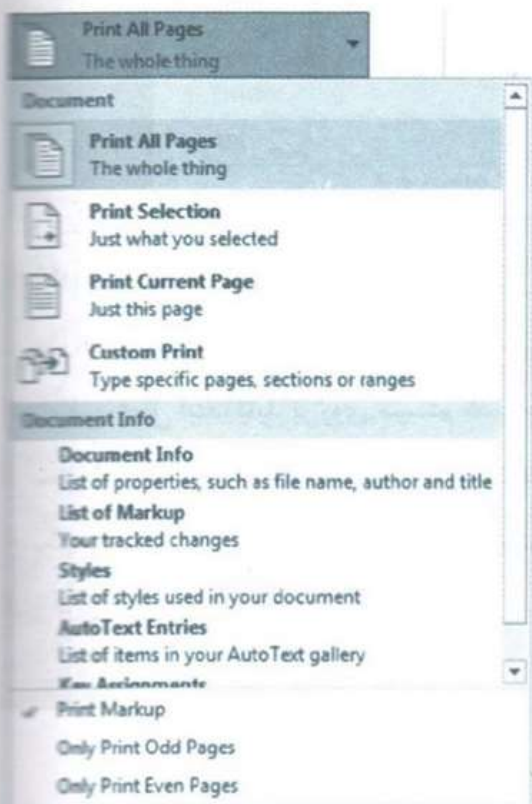 Print All Pages
The whole thing
Document
Print All Pages
The whole thing
Print Selection
Just what you selected
Print Current Page
Just this page
Custom Print
Type specific pages, sections or ranges
Document Info
Document Info
List of properties, such as file name, author and title
List of Markup
Your tracked changes
Styles
List of styles used in your document
AutoText Entries
List of items in your AutoText gallery
Key Assignments
Print Markup
Only Print Odd Pages
Only Print Even Pages